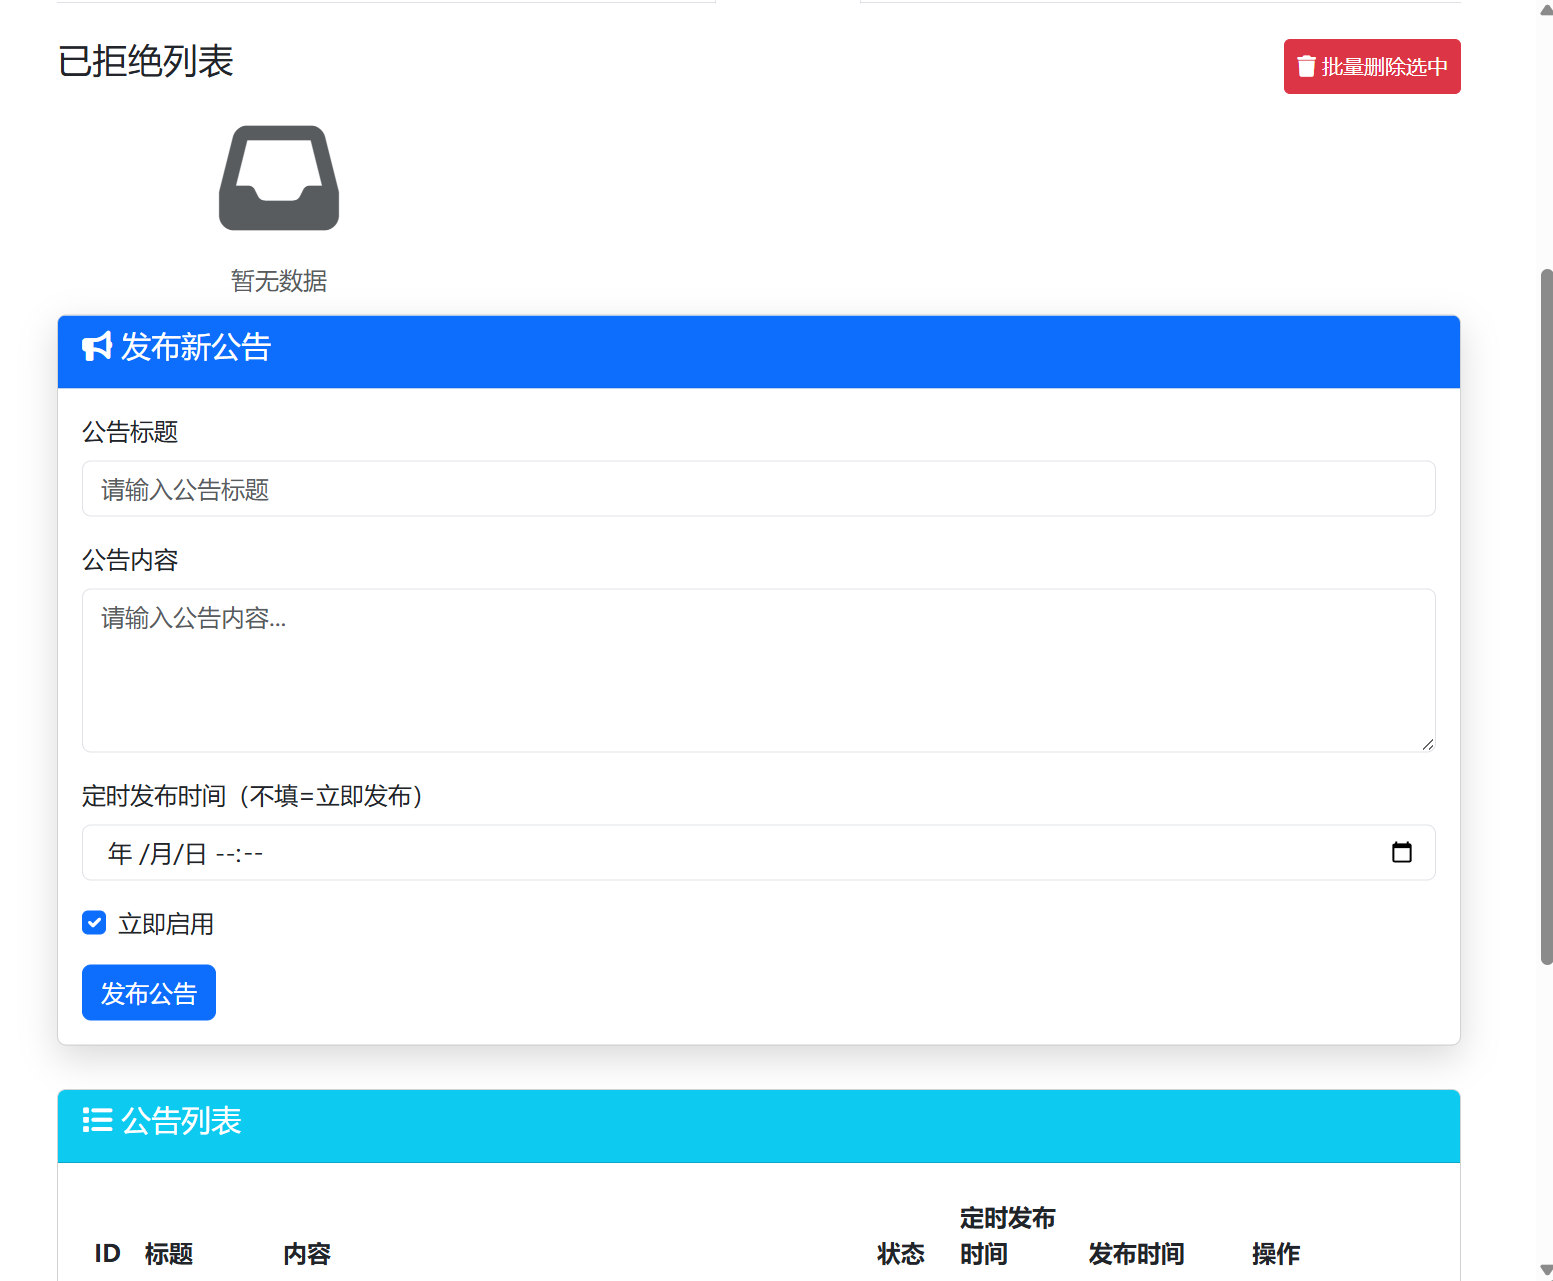 已拒绝列表
批量删除选中
暂无数据
发布新公告
公告标题
请输入公告标题
公告内容
请输入公告内容...
定时发布时间（不填=立即发布）
年 /月/日 --:--
立即启用
发布公告
公告列表
ID 标题 内容 状态 定时发布时间 发布时间 操作